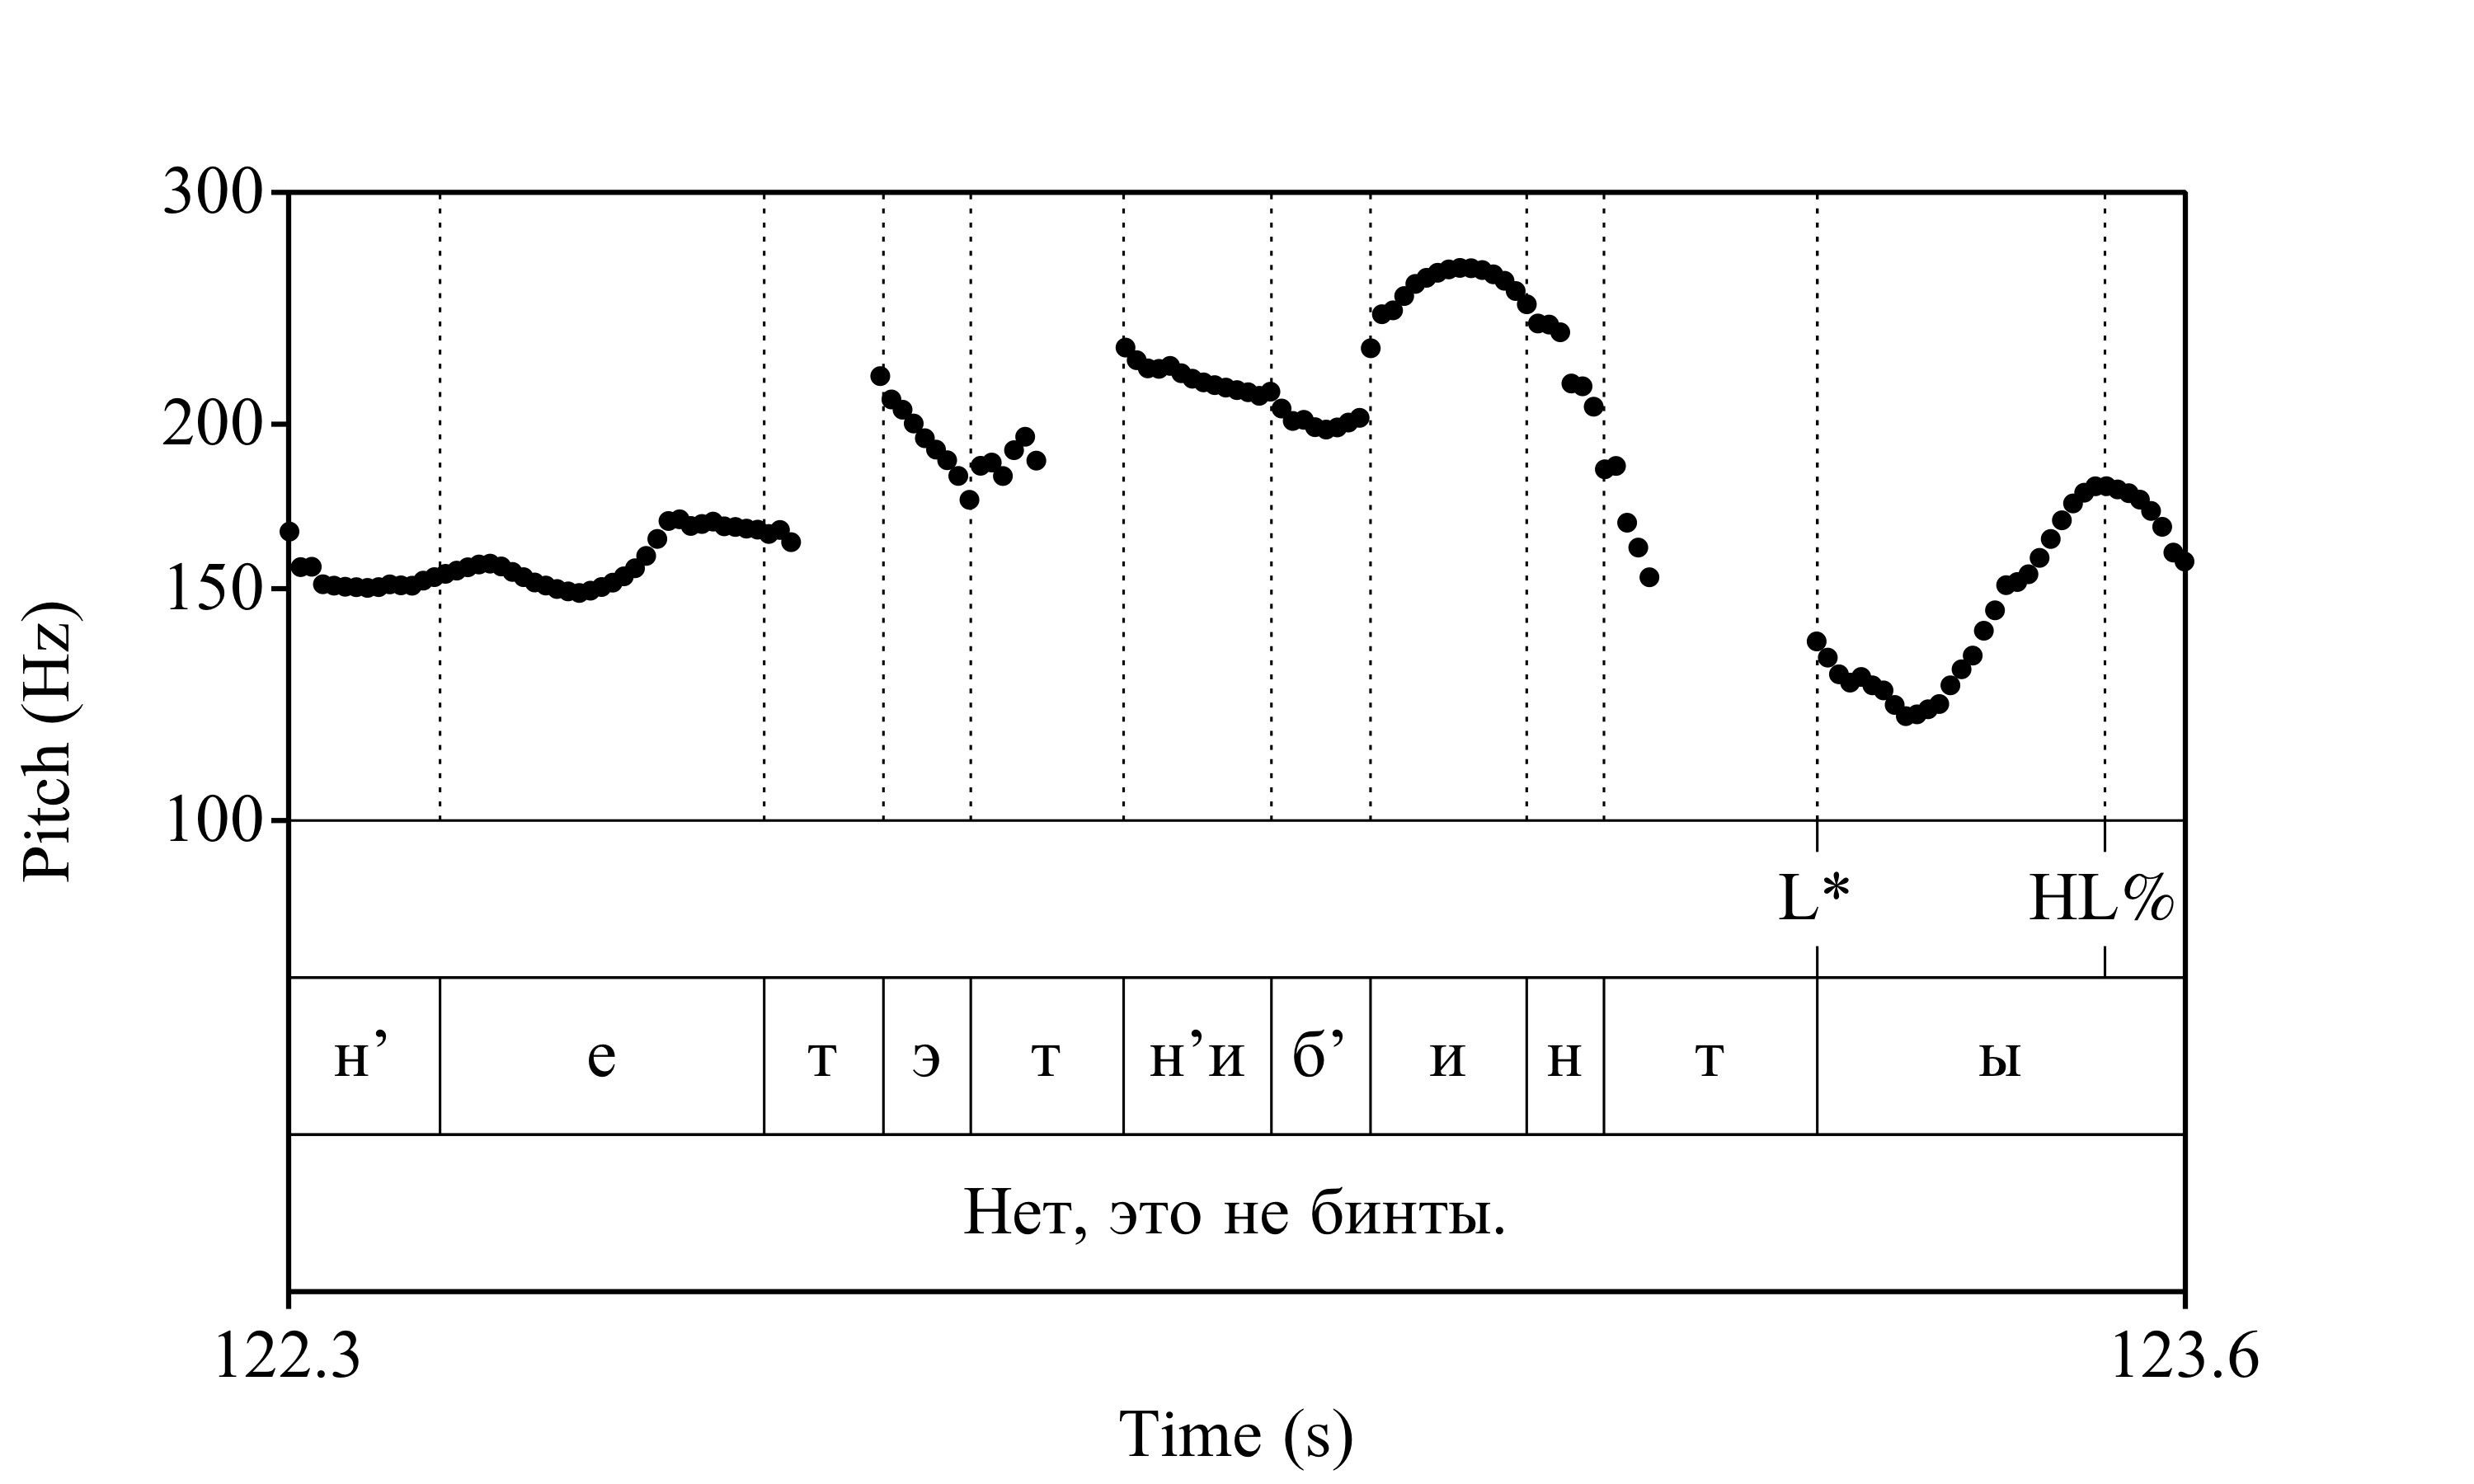 300
200
150
100
Pitch (Hz)
L* HL%
н’ е т э т н’и б’ и н т ы
Нет, это не бинты.
122.3 123.6
Time (s)